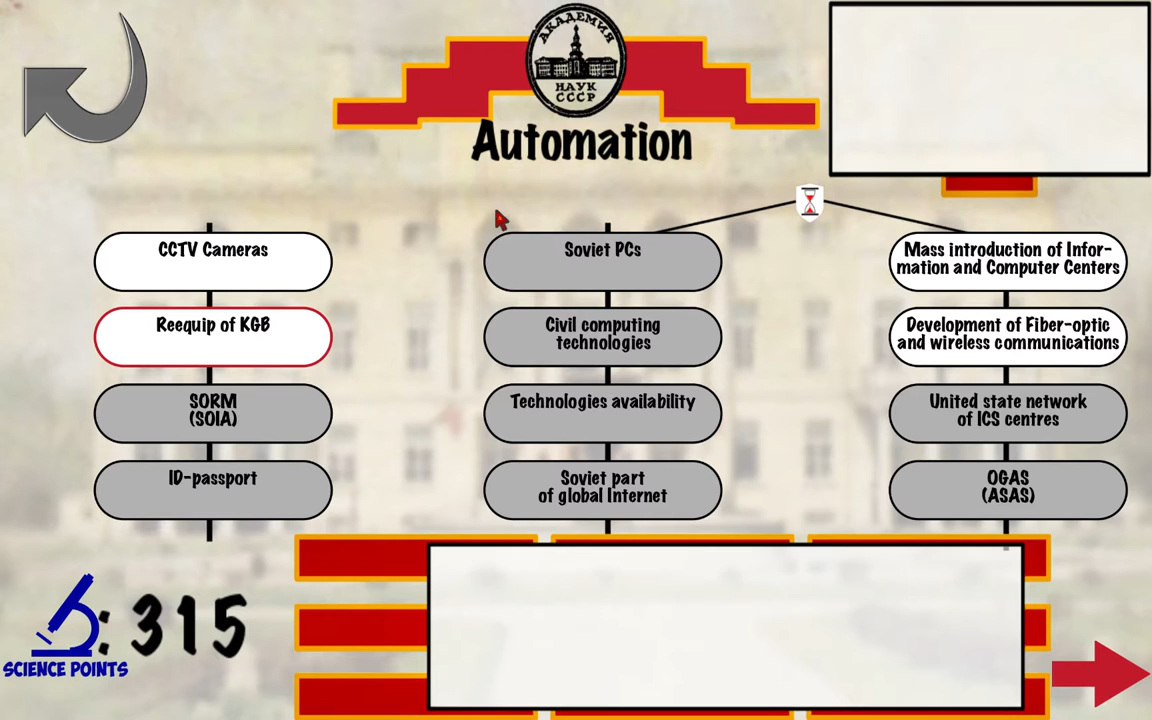 АКАДЕМИЯ
НАУК
СССР
Automation
CCTV Cameras
Reequip of KGB
SORM
(SOIA)
ID-passport
Soviet PCs
Civil computing
technologies
Technologies availability
Soviet part
of global Internet
Mass introduction of Infor-
mation and Computer Centers
Development of Fiber-optic
and wireless communications
United state network
of ICS centres
OGAS
(ASAS)
: 315
SCIENCE POINTS